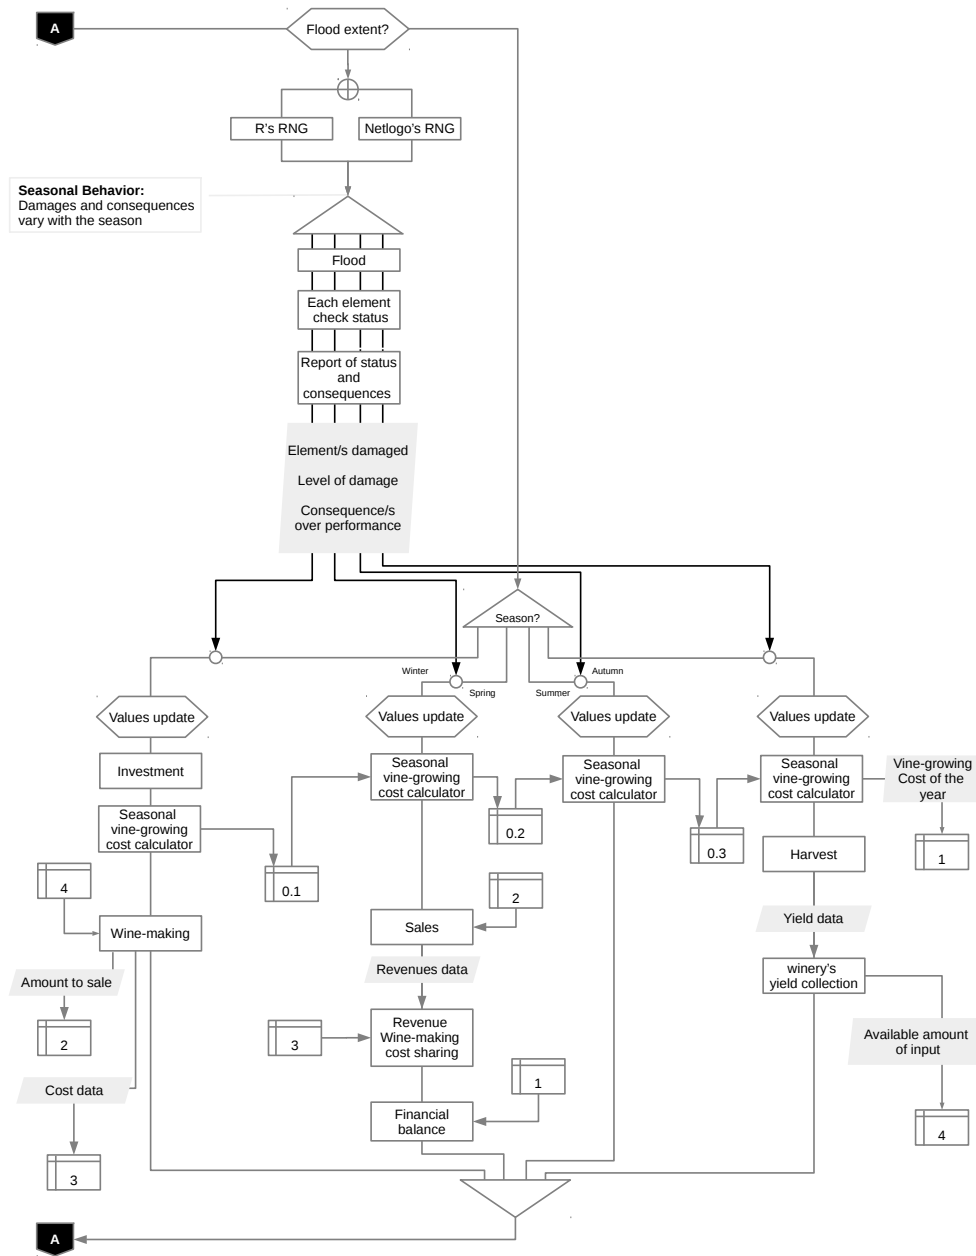 A
Flood extent?
R's RNG
Netlogo's RNG
Seasonal Behavior:
Damages and consequences
vary with the season
Flood
Each element
check status
Report of status
and
consequences
Element/s damaged
Level of damage
Consequence/s
over performance
Season?
Winter
Spring
Summer
Autumn
Values update
Values update
Values update
Values update
Investment
Seasonal
vine-growing
cost calculator
Seasonal
vine-growing
cost calculator
Seasonal
vine-growing
cost calculator
Seasonal
vine-growing
cost calculator
Vine-growing
Cost of the
year
0.1
0.2
0.3
1
4
Wine-making
Amount to sale
2
Cost data
3
2
Sales
Revenues data
3
Revenue
Wine-making
cost sharing
1
Financial
balance
Harvest
Yield data
winery's
yield collection
Available amount
of input
4
A